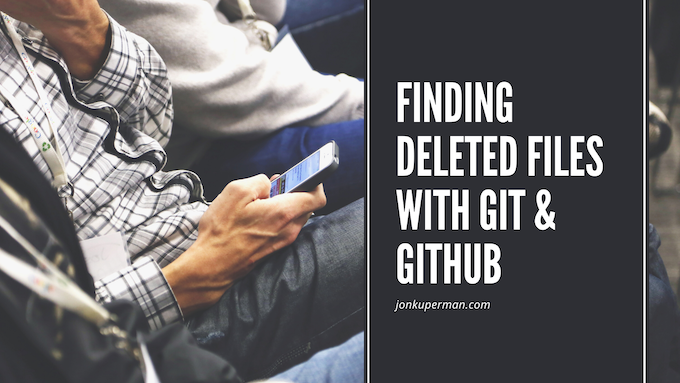 FINDING
DELETED FILES
WITH GIT &
GITHUB
jonkuperman.com